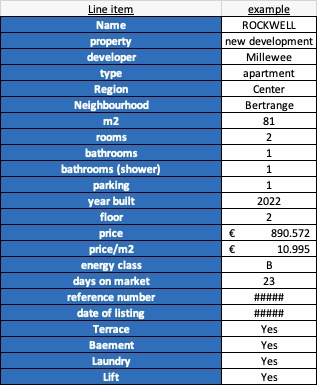 Line item example
Name ROCKWELL
property new development
developer Millewee
type apartment
Region Center
Neighbourhood Bertrange
m2 81
rooms 2
bathrooms 1
bathrooms (shower) 1
parking 1
year built 2022
floor 2
price € 890.572
price/m2 € 10.995
energy class B
days on market 23
reference number #####
date of listing #####
Terrace Yes
Baement Yes
Laundry Yes
Lift Yes